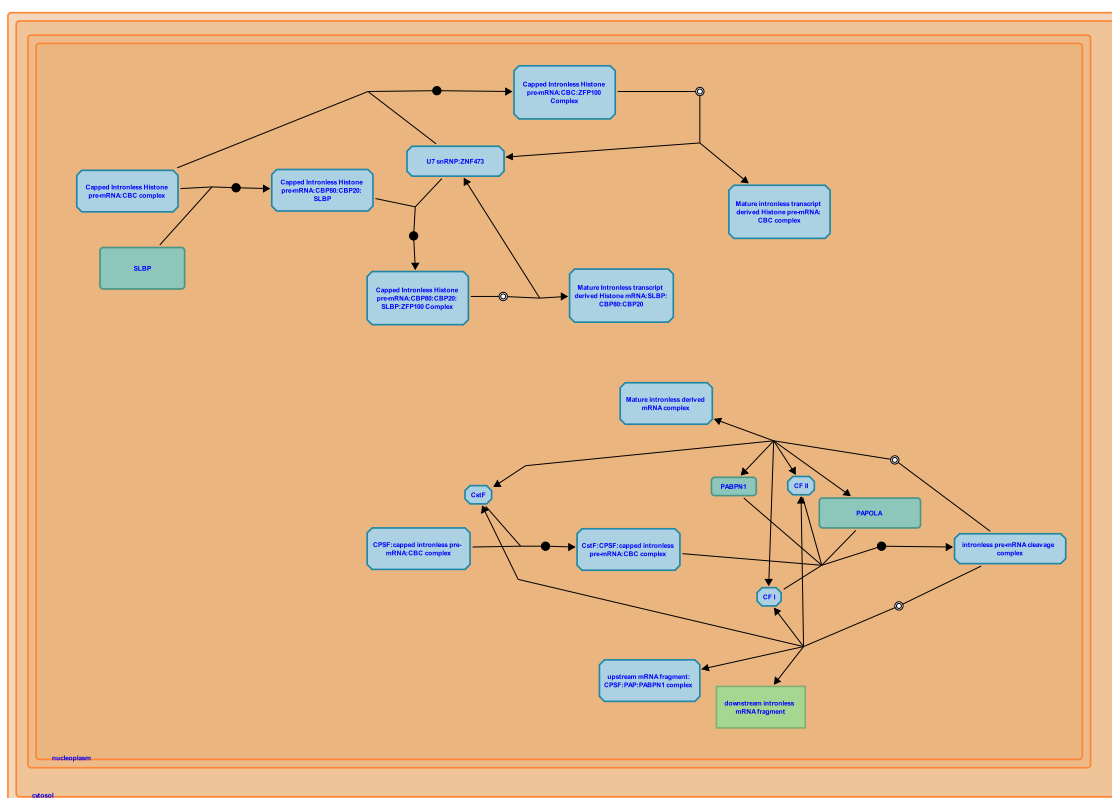 Capped Intronless Histone
pre-mRNA:CBC:ZFP100
Complex
U7 snRNP:ZNF473
Capped Intronless Histone
pre-mRNA:CBC complex
Capped Intronless Histone
pre-mRNA:CBP80:CBP20:
SLBP
Mature intronless transcript
derived Histone pre-mRNA:
CBC complex
SLBP
Capped Intronless Histone
pre-mRNA:CBP80:CBP20:
SLBP:ZFP100 Complex
Mature Intronless transcript
derived Histone mRNA:SLBP:
CBP80:CBP20
Mature intronless derived
mRNA complex
CstF
PABPN1
CF II
PAPOLA
CPSF:capped intronless pre-
mRNA:CBC complex
CstF:CPSF:capped intronless
pre-mRNA:CBC complex
intronless pre-mRNA cleavage
complex
CF I
upstream mRNA fragment:
CPSF:PAP:PABPN1 complex
downstream intronless
mRNA fragment
nucleoplasm
cytosol